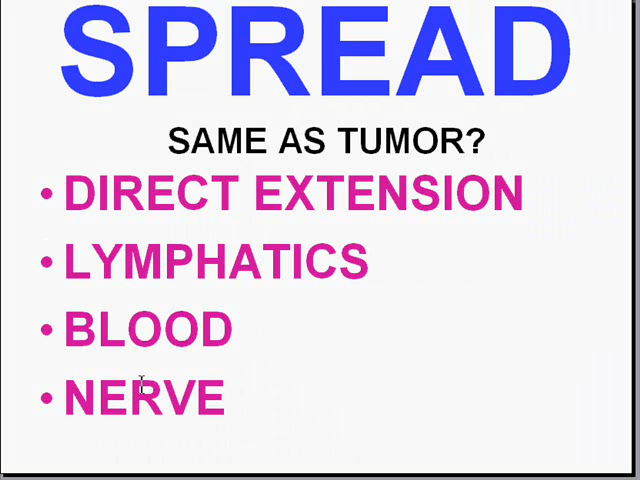 SPREAD
SAME AS TUMOR?
• DIRECT EXTENSION
• LYMPHATICS
• BLOOD
• NERVE